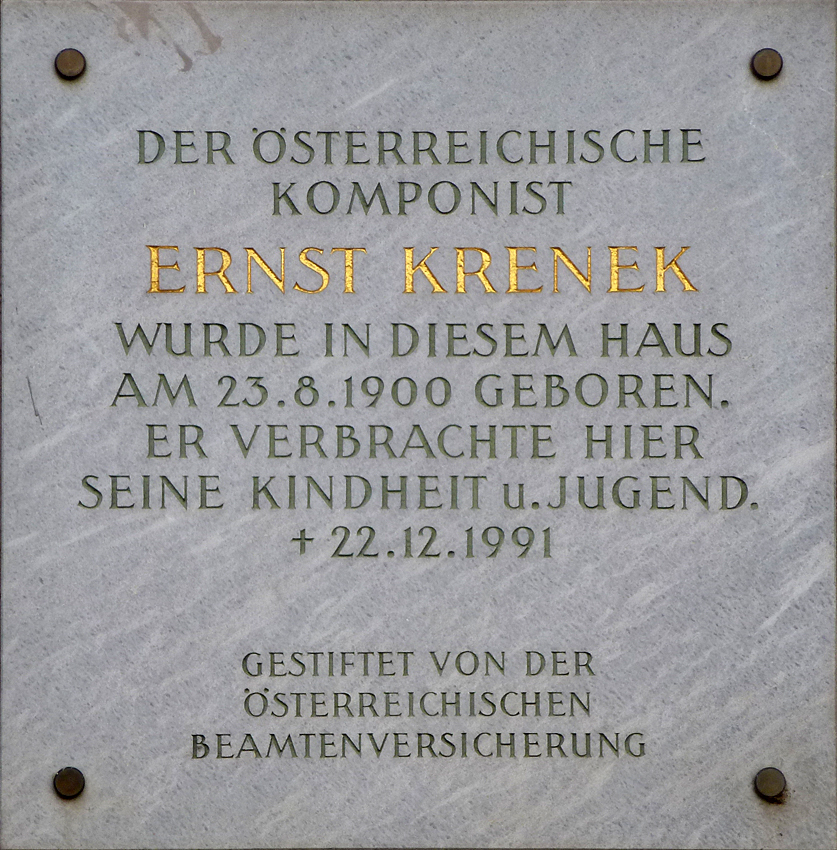 DER ÖSTERREICHISCHE
KOMPONIST
ERNST KRENEK
WURDE IN DIESEM HAUS
AM 23.8.1900 GEBOREN.
ER VERBRACHTE HIER
SEINE KINDHEIT u. JUGEND.
+ 22.12.1991
GESTIFTET VON DER
ÖSTERREICHISCHEN
BEAMTENVERSICHERUNG